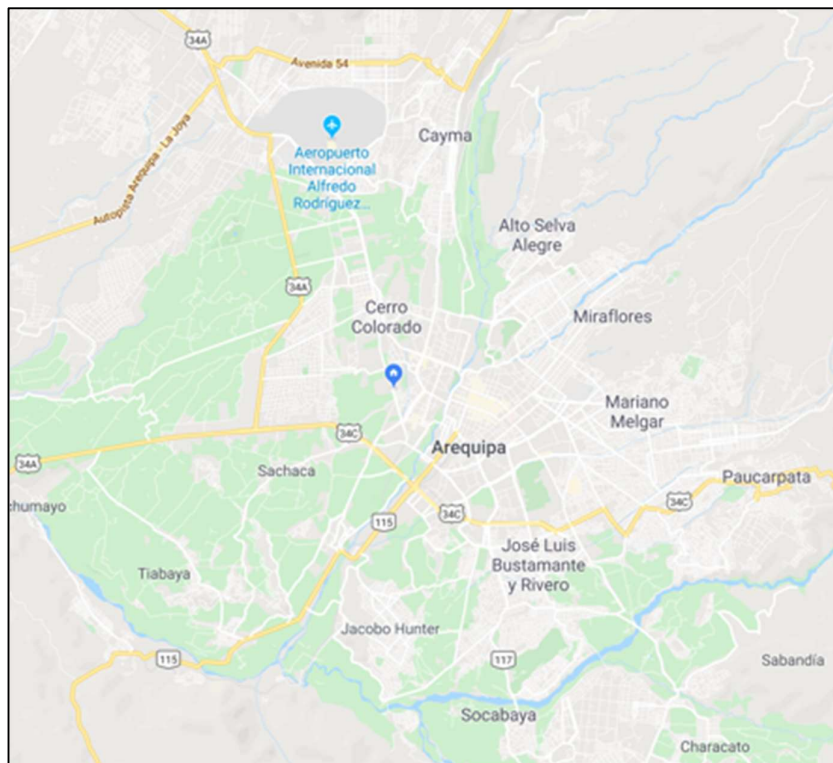 34A
Avenida 54
Autopista Arequipa - La Joya
Aeropuerto
Internacional
Alfredo
Rodríguez...
Cayma
Alto Selva
Alegre
34A
Cerro
Colorado
Miraflores
Mariano
Melgar
34C
Arequipa
34A
Sachaca
Paucarpata
chumayo
115
34C
34C
José Luis
Bustamante
y Rivero
Tiabaya
Jacobo Hunter
115
117
Sabandía
Socabaya
Characato